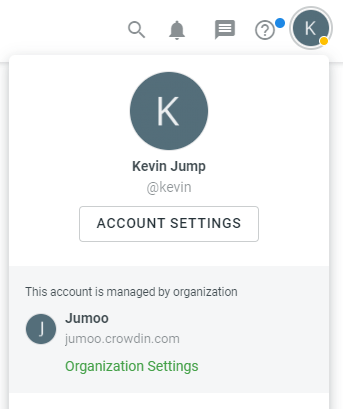 K
K
Kevin Jump
@kevin
ACCOUNT SETTINGS
This account is managed by organization
J
Jumoo
jumoo.crowdin.com
Organization Settings